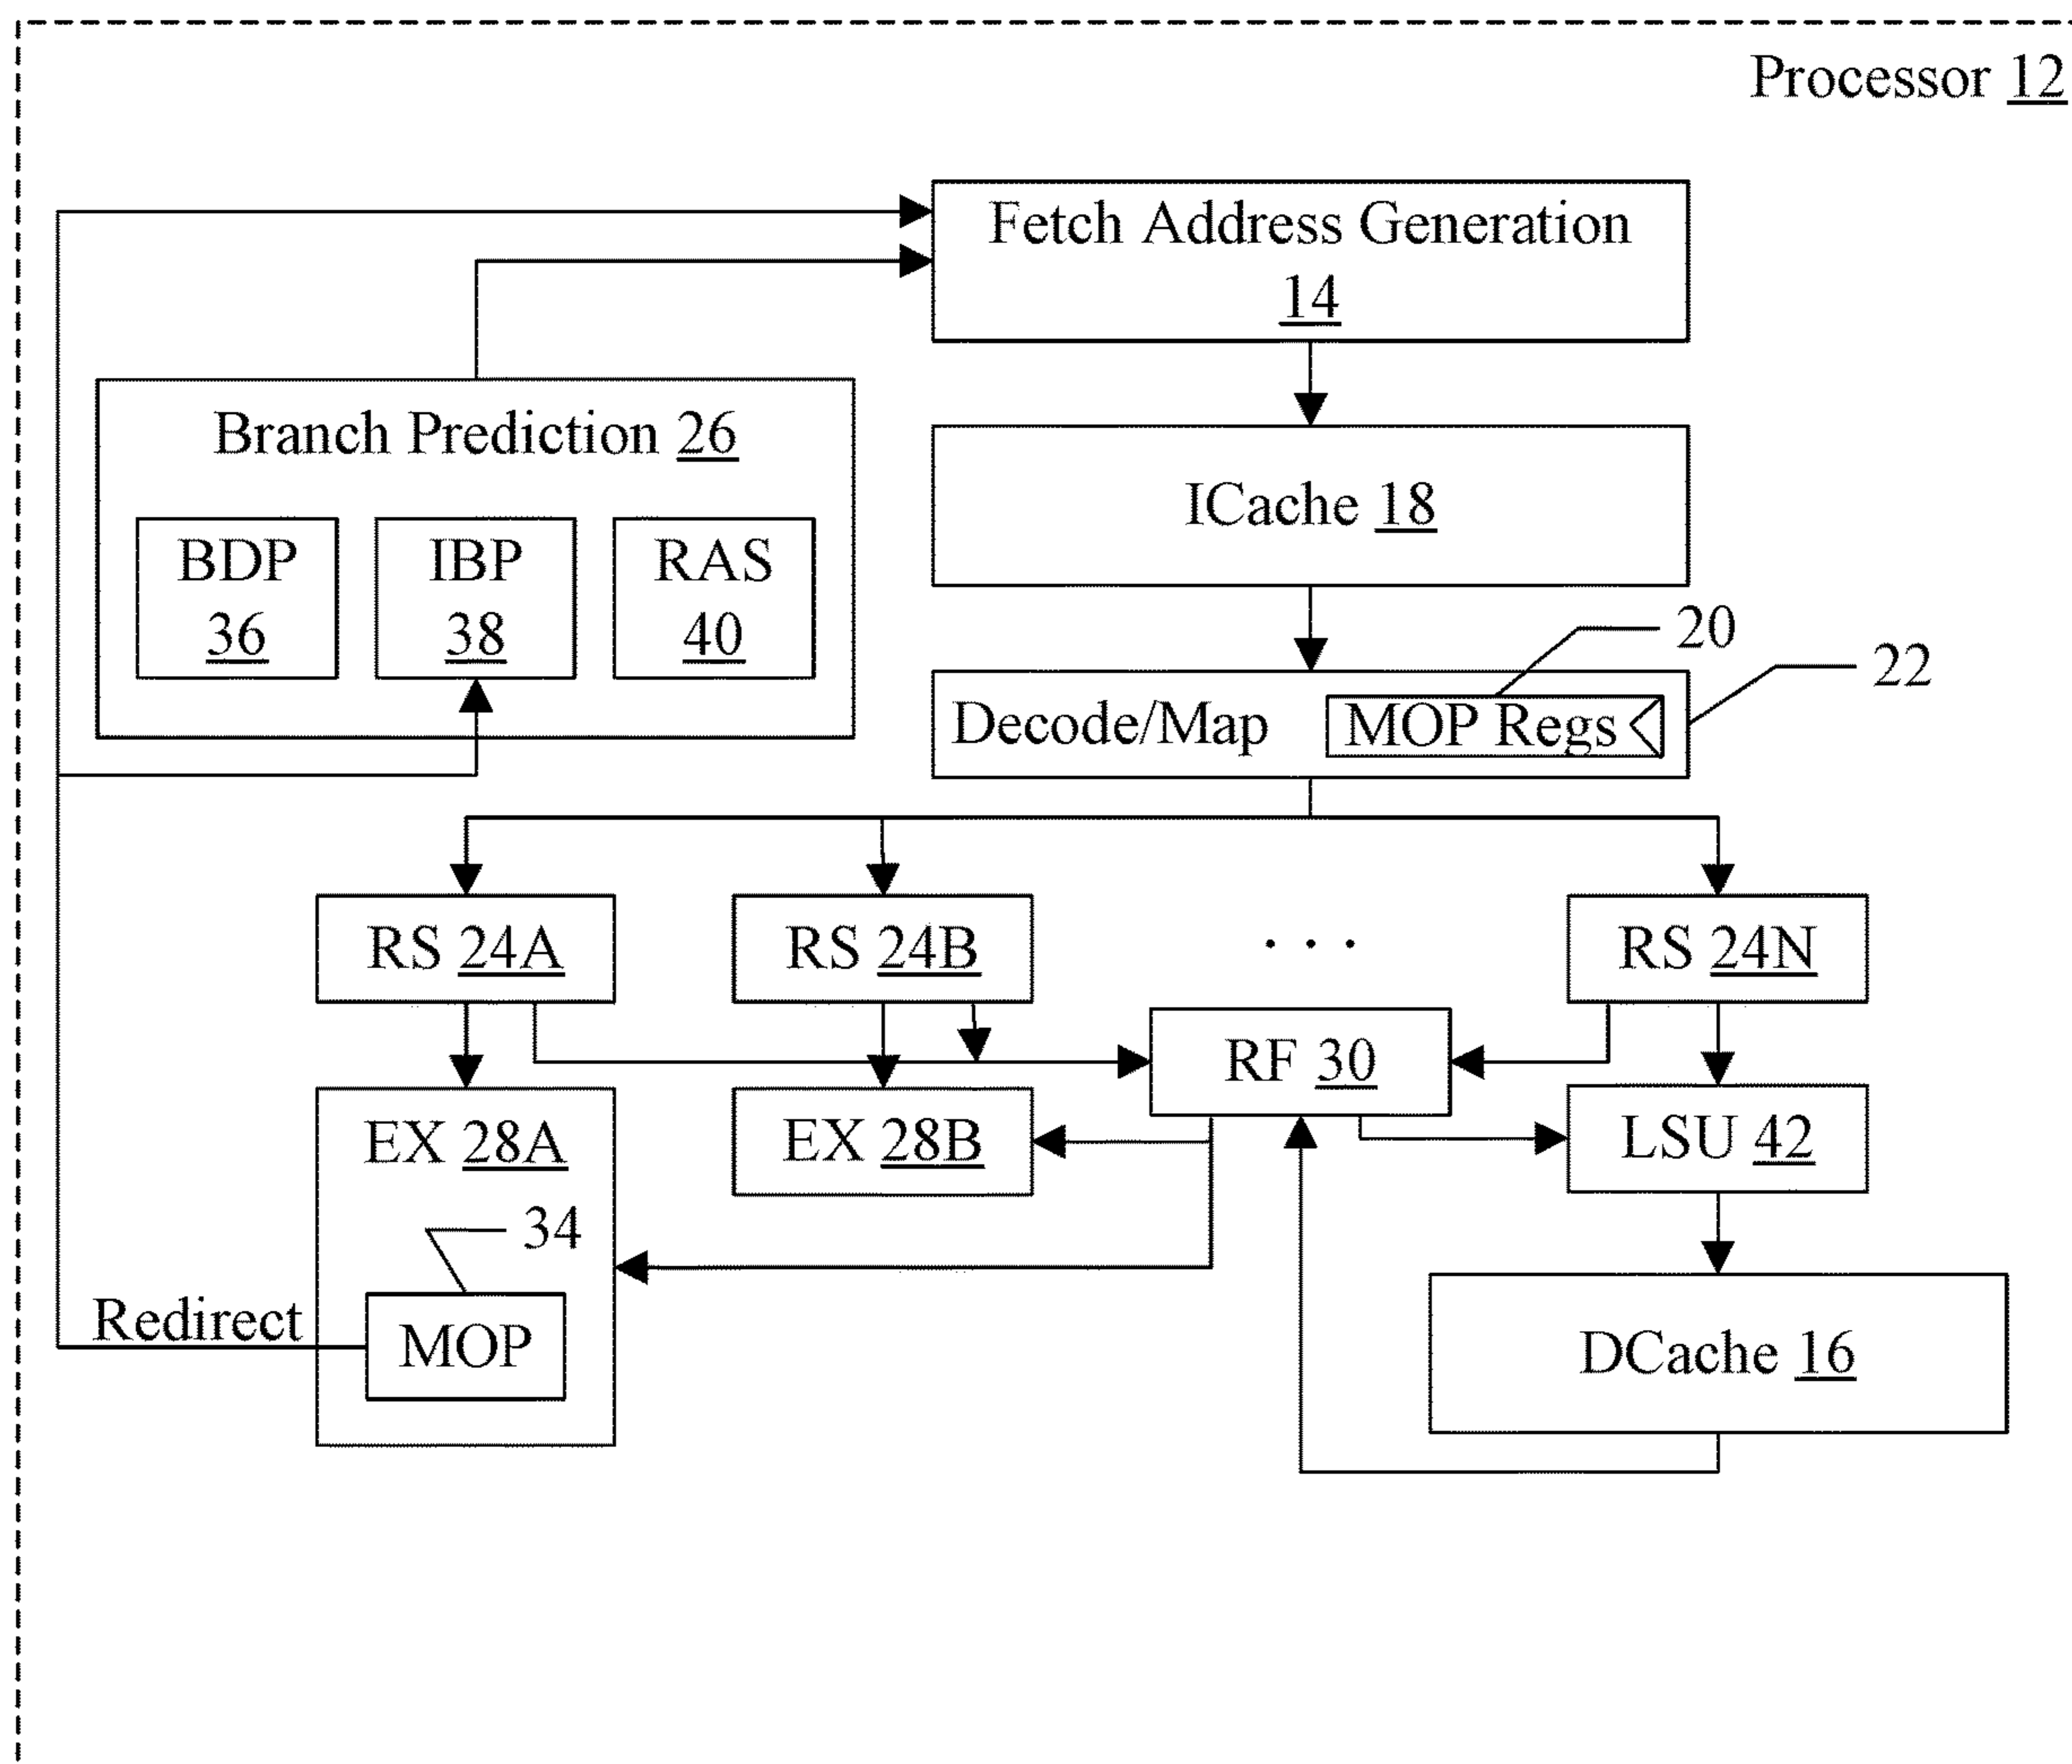 Processor 12
Fetch Address Generation
14
Branch Prediction 26
BDP
36
IBP
38
RAS
40
ICache 18
20
22
Decode/Map
MOP Regs
RS 24A
RS 24B
. . .
RS 24N
RF 30
EX 28A
EX 28B
LSU 42
34
Redirect
MOP
DCache 16